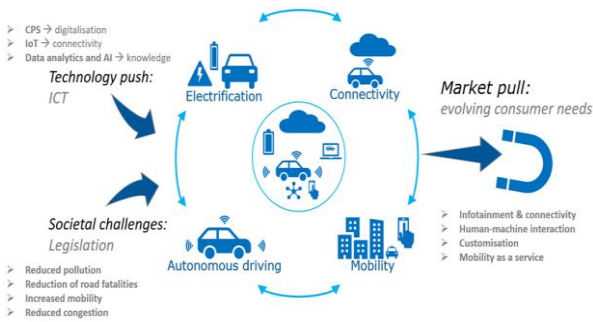 ➢ CPS → digitalisation
➢ IoT → connectivity
➢ Data analytics and AI → knowledge
Technology push:
ICT
Electrification
Connectivity
Market pull:
evolving consumer needs
Societal challenges:
Legislation
➢ Reduced pollution
➢ Reduction of road fatalities
➢ Increased mobility
➢ Reduced congestion
Autonomous driving
Mobility
➢ Infotainment & connectivity
➢ Human-machine interaction
➢ Customisation
➢ Mobility as a service